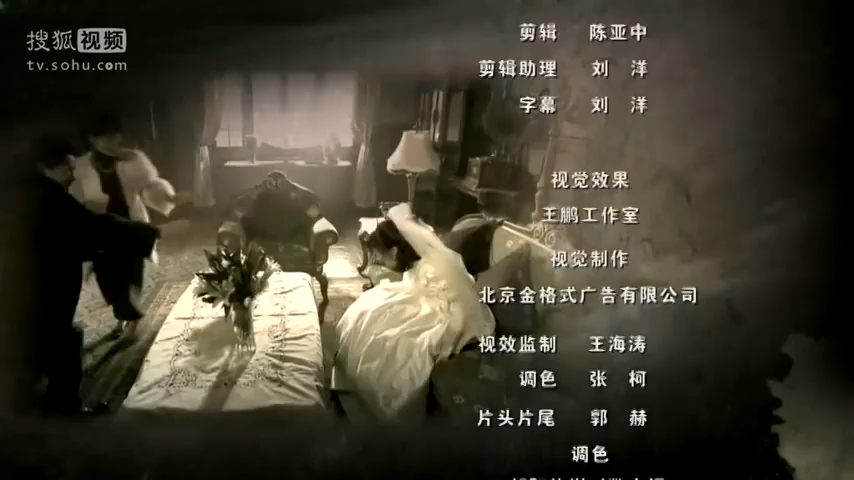 搜狐视频
tv.sohu.com
剪辑 陈亚中
剪辑助理 刘 洋
字幕 刘 洋
视觉效果
王鹏工作室
视觉制作
北京金格式广告有限公司
视效监制 王海涛
调色 张 柯
片头片尾 郭 赫
调色